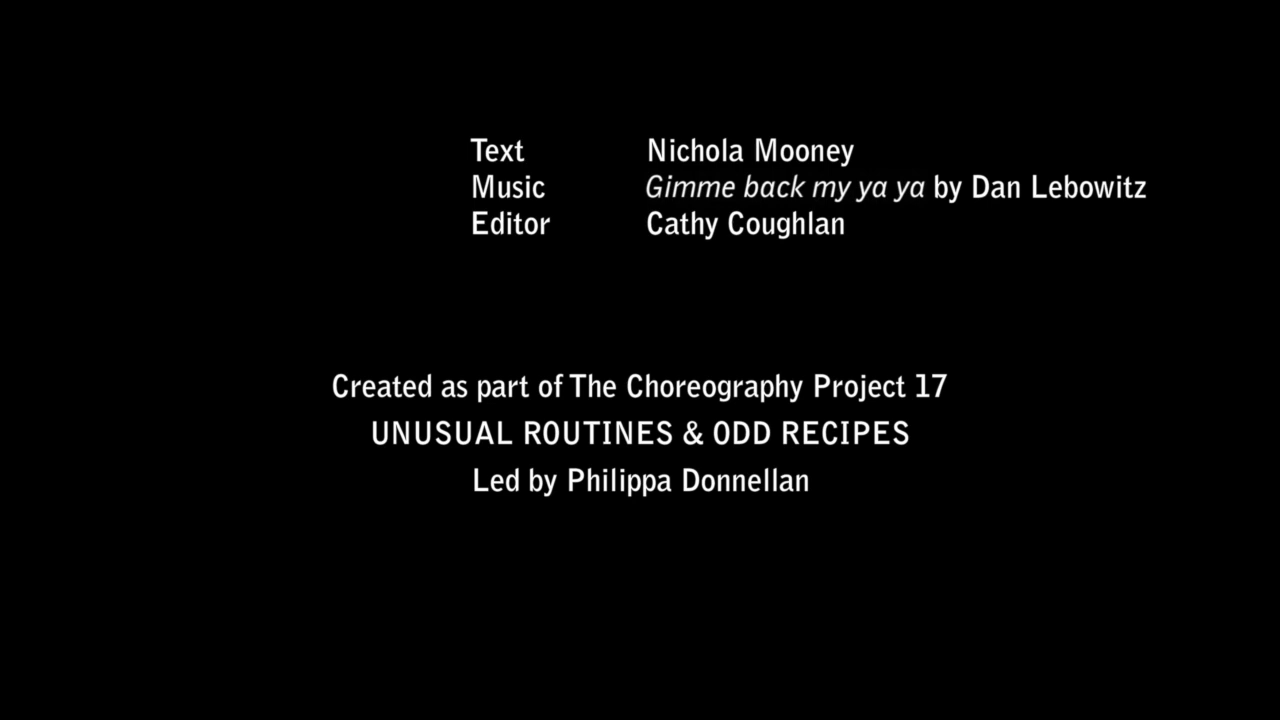 Text Nichola Mooney
Music Gimme back my ya ya by Dan Lebowitz
Editor Cathy Coughlan
Created as part of The Choreography Project 17
UNUSUAL ROUTINES & ODD RECIPES
Led by Philippa Donnellan